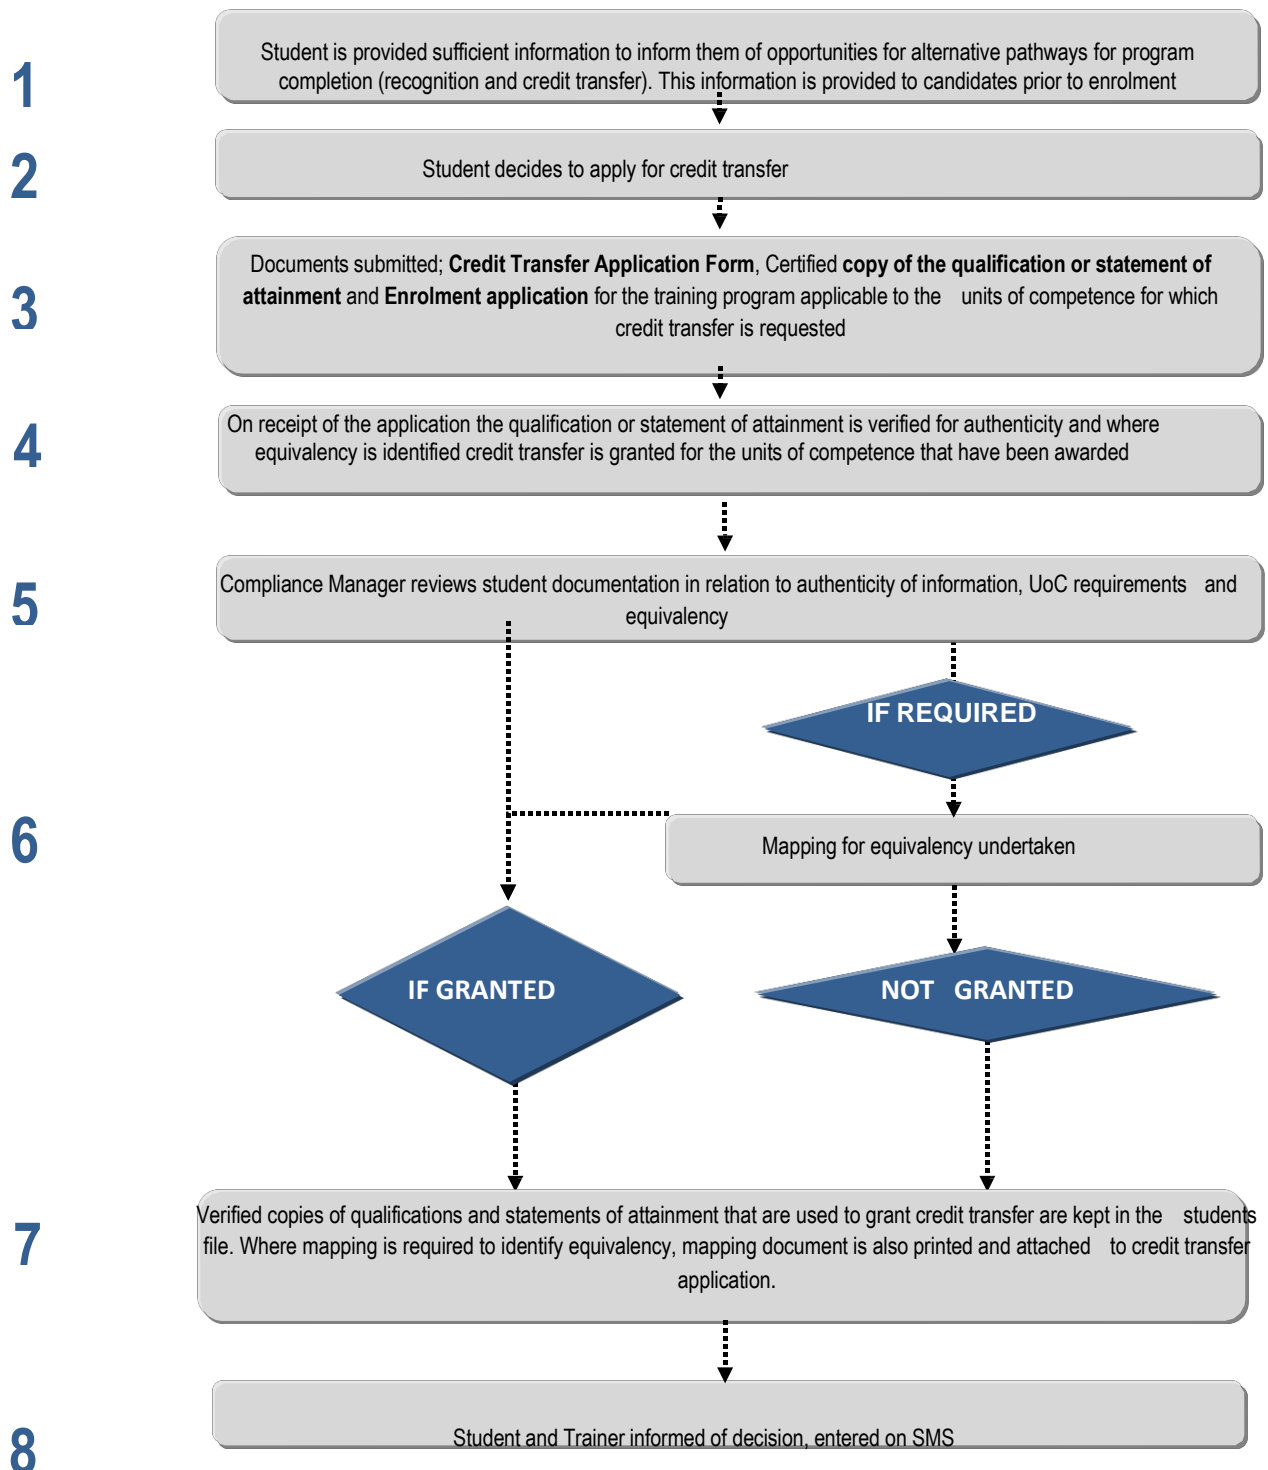 1
Student is provided sufficient information to inform them of opportunities for alternative pathways for program
completion (recognition and credit transfer). This information is provided to candidates prior to enrolment
2
Student decides to apply for credit transfer
3
Documents submitted; Credit Transfer Application Form, Certified copy of the qualification or statement of
attainment and Enrolment application for the training program applicable to the units of competence for which
credit transfer is requested
4
On receipt of the application the qualification or statement of attainment is verified for authenticity and where
equivalency is identified credit transfer is granted for the units of competence that have been awarded
5
Compliance Manager reviews student documentation in relation to authenticity of information, UoC requirements and
equivalency
IF REQUIRED
6
Mapping for equivalency undertaken
IF GRANTED
NOT GRANTED
7
Verified copies of qualifications and statements of attainment that are used to grant credit transfer are kept in the students
file. Where mapping is required to identify equivalency, mapping document is also printed and attached to credit transfer
application.
8
Student and Trainer informed of decision, entered on SMS